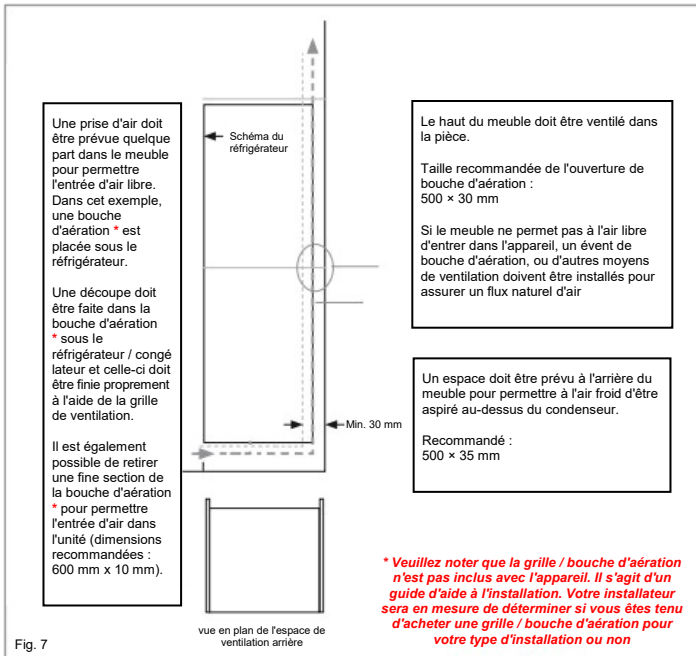 Une prise d'air doit
être prévue quelque
part dans le meuble
pour permettre
l'entrée d'air libre.
Dans cet exemple,
une bouche
d'aération * est
placée sous le
réfrigérateur.
Une découpe doit
être faite dans la
bouche d'aération
* sous le
réfrigérateur / congé
lateur et celle-ci doit
être finie proprement
à l'aide de la grille
de ventilation.
Il est également
possible de retirer
une fine section de
la bouche d'aération
* pour permettre
l'entrée d'air dans
l'unité (dimensions
recommandées :
600 mm x 10 mm).
Schéma du
réfrigérateur
Min. 30 mm
vue en plan de l'espace de
ventilation arrière
Le haut du meuble doit être ventilé dans
la pièce.
Taille recommandée de l'ouverture de
bouche d'aération :
500 × 30 mm
Si le meuble ne permet pas à l'air libre
d'entrer dans l'appareil, un évent de
bouche d'aération, ou d'autres moyens
de ventilation doivent être installés pour
assurer un flux naturel d'air
Un espace doit être prévu à l'arrière du
meuble pour permettre à l'air froid d'être
aspiré au-dessus du condenseur.
Recommandé :
500 × 35 mm
* Veuillez noter que la grille / bouche d'aération
n'est pas inclus avec l'appareil. Il s'agit d'un
guide d'aide à l'installation. Votre installateur
sera en mesure de déterminer si vous êtes tenu
d'acheter une grille / bouche d'aération pour
votre type d'installation ou non
Fig. 7